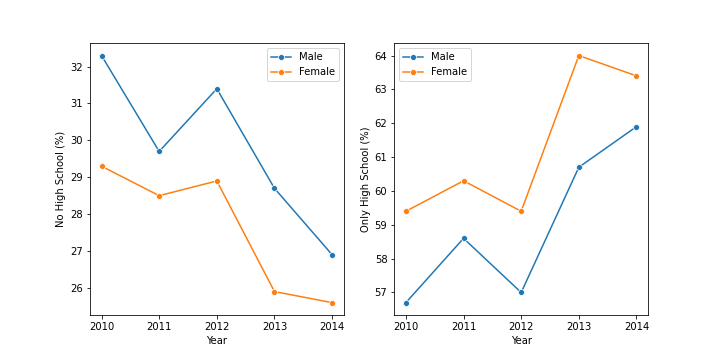 32
31
30
29
28
27
26
No High School (%)
2010 2011 2012 2013 2014
Year
Male
Female
64
63
62
61
60
59
58
57
Only High School (%)
2010 2011 2012 2013 2014
Year
Male
Female